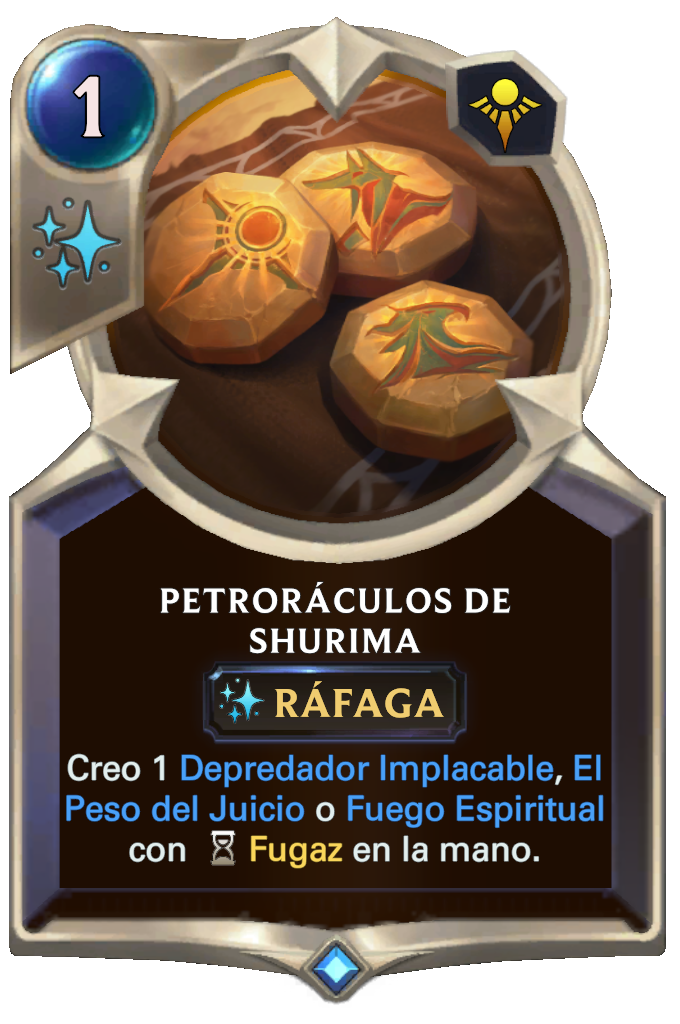 1
PETRORÁCULOS DE
SHURIMA
RÁFAGA
Creo 1 Depredador Implacable, El
Peso del Juicio o Fuego Espiritual
con Fugaz en la mano.